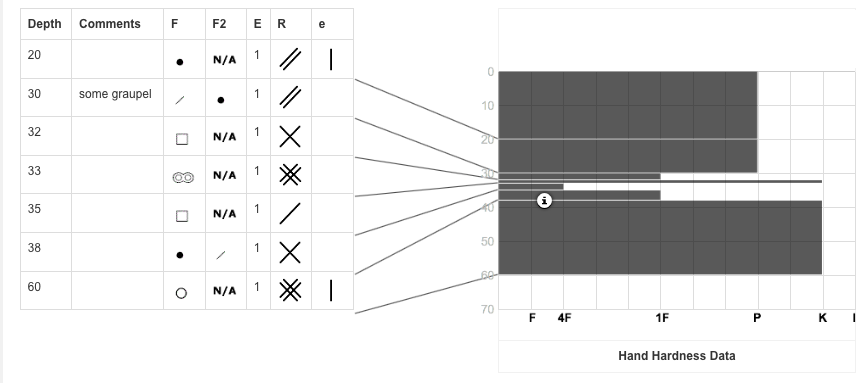 Depth Comments F F2 E R e
20 N/A 1
30 some graupel 1
32 N/A 1
33 N/A 1
35 N/A 1
38 1
60 N/A 1
0
10
20
30
40
50
60
70
i
F 4F 1F P K I
Hand Hardness Data